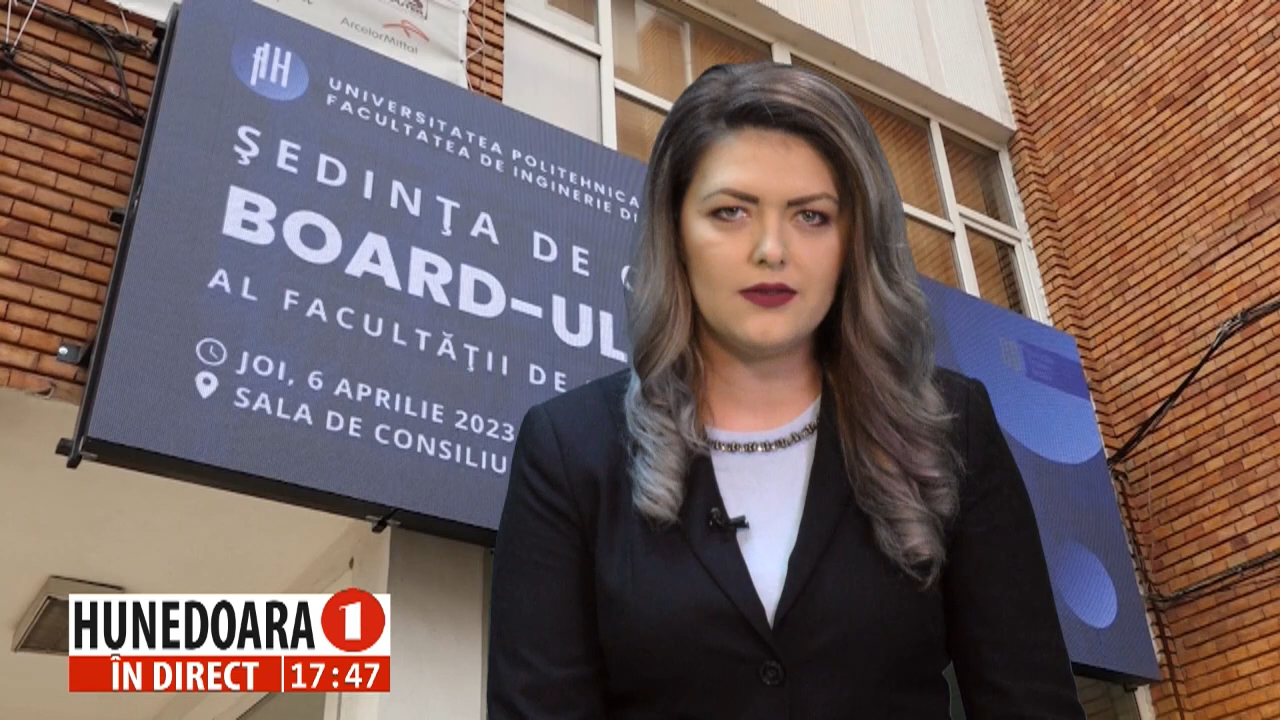 ArcelorMittal
UNIVERSITATEA POLITEHNICA
FACULTATEA DE INGINERIE
ŞEDINŢA DE
BOARD-UL
AL FACULTĂŢII DE
JOI, 6 APRILIE 2023
SALA DE CONSILIU
HUNEDOARA 1
ÎN DIRECT 17:47